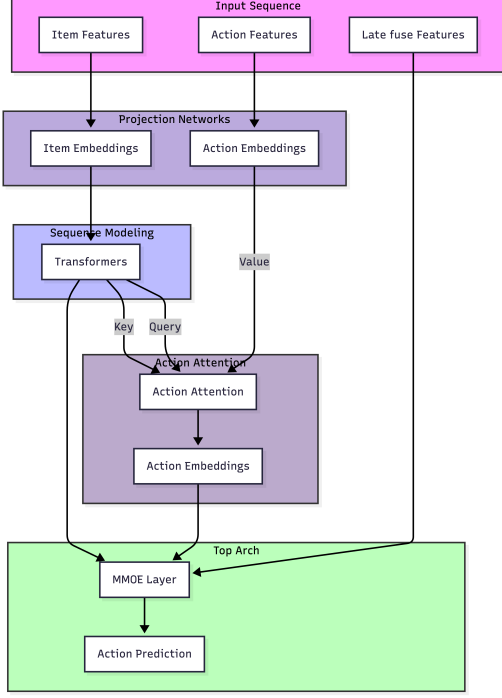 Input Sequence
Item Features
Action Features
Late fuse Features
Projection Networks
Item Embeddings
Action Embeddings
Sequence Modeling
Transformers
Value
Key
Query
Action Attention
Action Attention
Action Embeddings
Top Arch
MMOE Layer
Action Prediction